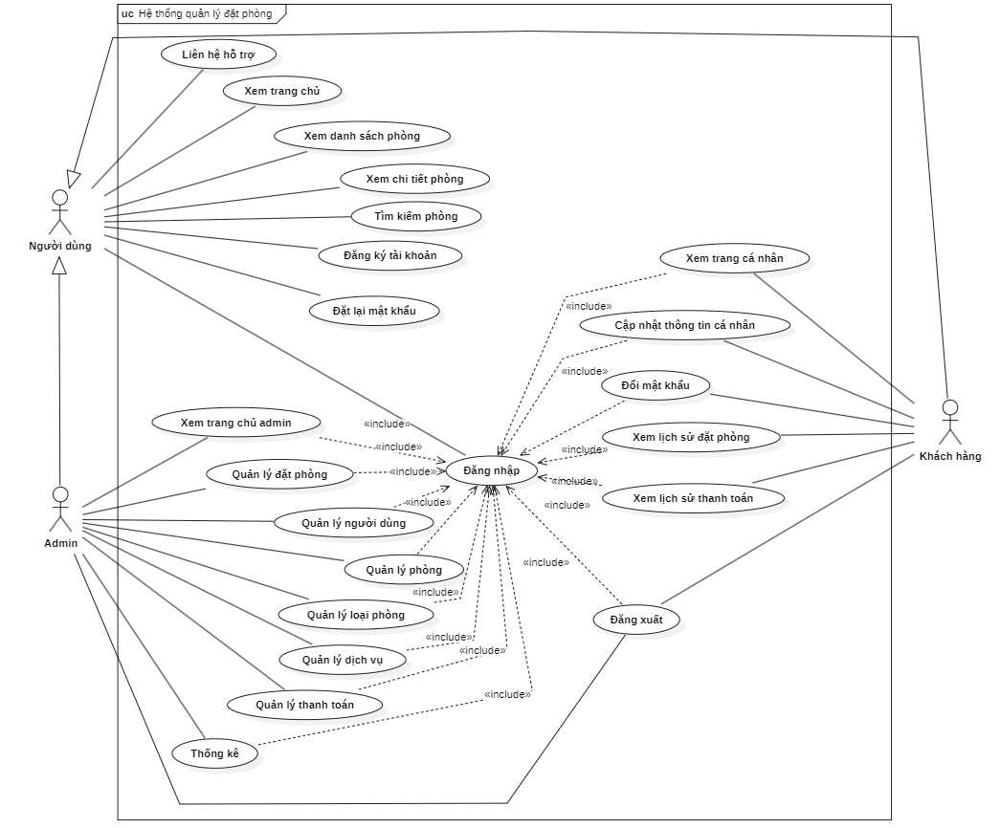 uc Hệ thống quản lý đặt phòng
Liên hệ hỗ trợ
Xem trang chủ
Xem danh sách phòng
Xem chi tiết phòng
Tìm kiếm phòng
Người dùng
Đăng ký tài khoản
Xem trang cá nhân
«include»
Đặt lại mật khẩu
Cập nhật thông tin cá nhân
«include»
Đổi mật khẩu
Xem trang chủ admin
«include»
Xem lịch sử đặt phòng
«include»
«include»
Khách hàng
Quản lý đặt phòng
«include»
Đăng nhập
«include»
Xem lịch sử thanh toán
«include»
«include»
Quản lý người dùng
Admin
«include»
Quản lý phòng
«include»
Quản lý loại phòng
Đăng xuất
«include»
«include»
Quản lý dịch vụ
«include»
Quản lý thanh toán
Thống kê